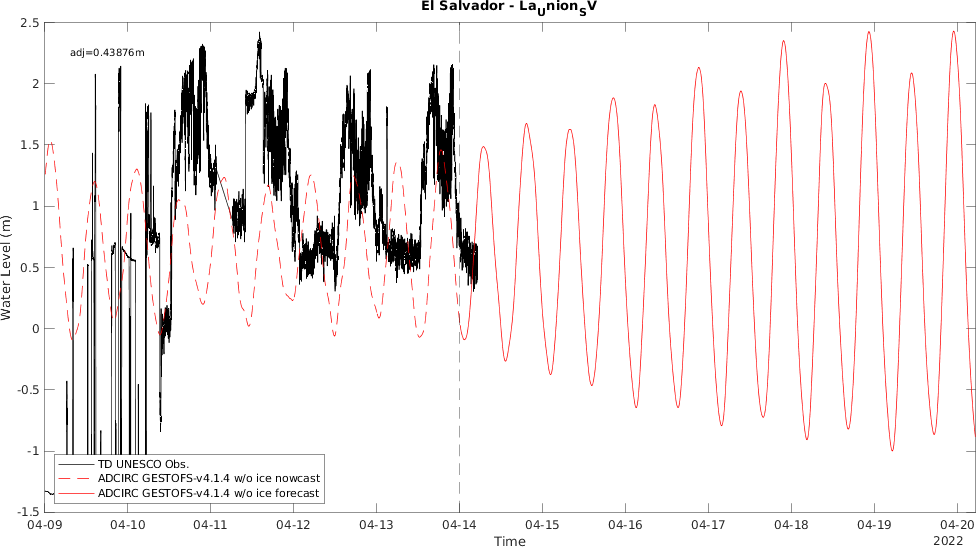 El Salvador - LaUnionSV
adj=0.43876m
2.5
2
1.5
1
0.5
0
-0.5
-1
-1.5
Water Level (m)
TD UNESCO Obs.
ADCIRC GESTOFS-v4.1.4 w/o ice nowcast
ADCIRC GESTOFS-v4.1.4 w/o ice forecast
04-09 04-10 04-11 04-12 04-13 04-14 04-15 04-16 04-17 04-18 04-19 04-20
Time
2022